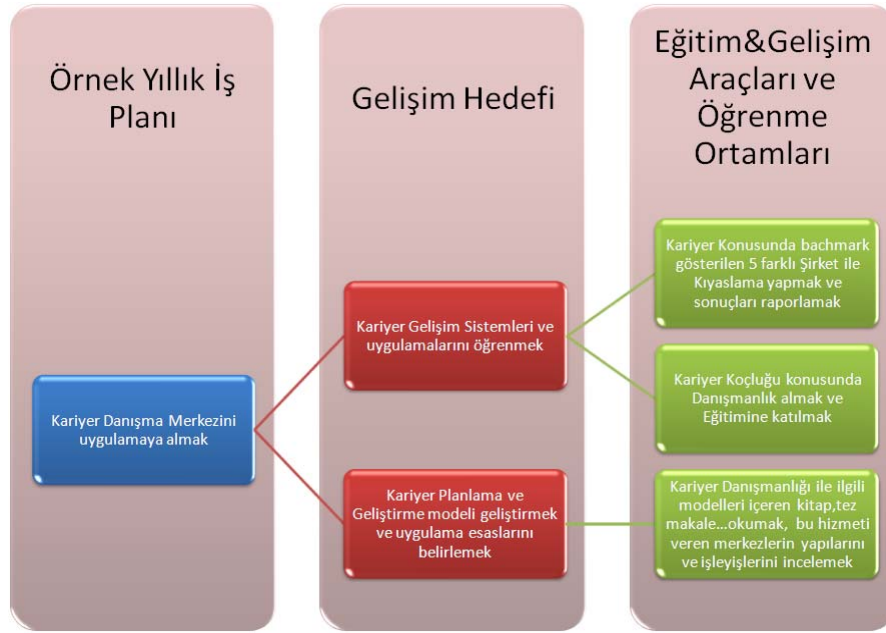 Örnek Yıllık İş
Planı
Kariyer Danışma Merkezini
uygulamaya almak
Gelişim Hedefi
Kariyer Gelişim Sistemleri ve
uygulamalarını öğrenmek
Kariyer Planlama ve
Geliştirme modeli geliştirmek
ve uygulama esaslarını
belirlemek
Eğitim&Gelişim
Araçları ve
Öğrenme
Ortamları
Kariyer Konusunda bachmark
gösterilen 5 farklı Şirket ile
Kıyaslama yapmak ve
sonuçları raporlamak
Kariyer Koçluğu konusunda
Danışmanlık almak ve
Eğitimine katılmak
Kariyer Danışmanlığı ile ilgili
modelleri içeren kitap,tez
makale...okumak, bu hizmeti
veren merkezlerin yapılarını
ve işleyişlerini incelemek